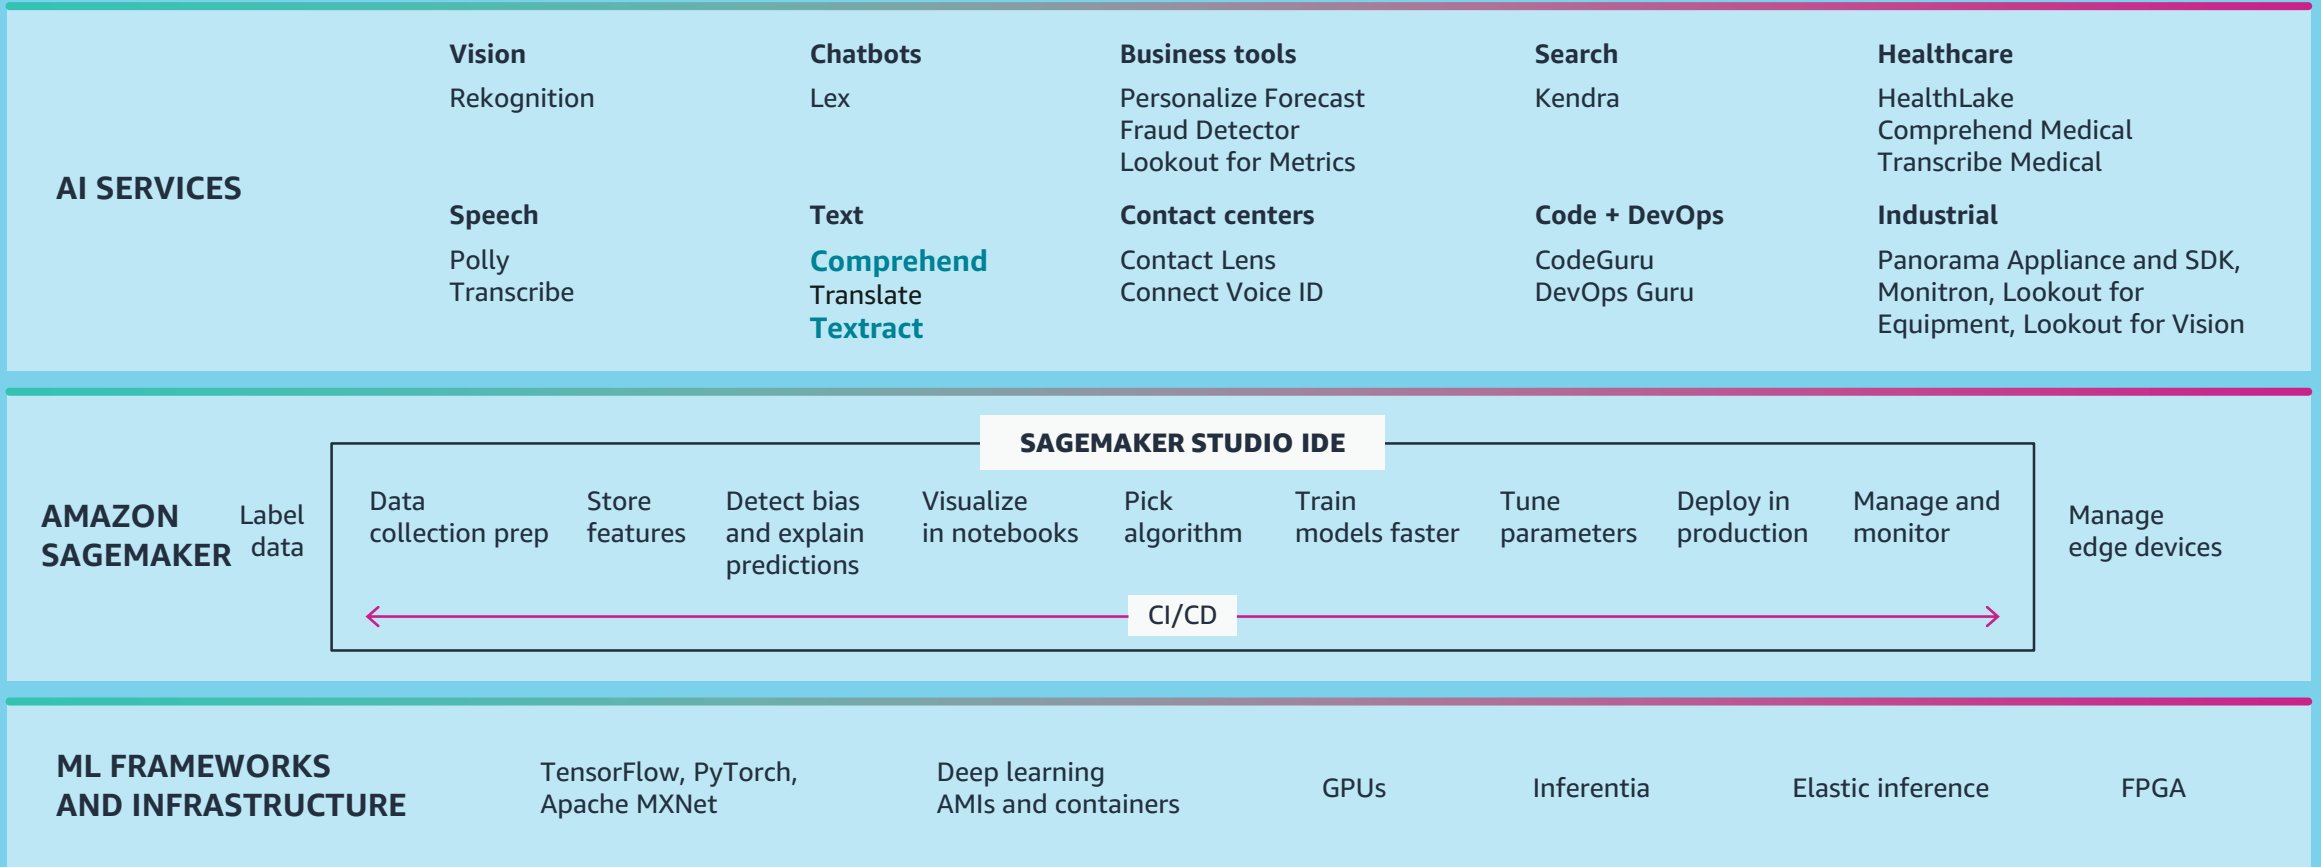 AI SERVICES
Vision
Rekognition
Chatbots
Lex
Business tools
Personalize Forecast
Fraud Detector
Lookout for Metrics
Search
Kendra
Healthcare
HealthLake
Comprehend Medical
Transcribe Medical
Speech
Polly
Transcribe
Text
Comprehend
Translate
Textract
Contact centers
Contact Lens
Connect Voice ID
Code + DevOps
CodeGuru
DevOps Guru
Industrial
Panorama Appliance and SDK,
Monitron, Lookout for
Equipment, Lookout for Vision
AMAZON
SAGEMAKER
Label
data
SAGEMAKER STUDIO IDE
Data
collection prep
Store
features
Detect bias
and explain
predictions
Visualize
in notebooks
Pick
algorithm
Train
models faster
Tune
parameters
Deploy in
production
Manage and
monitor
CI/CD
Manage
edge devices
ML FRAMEWORKS
AND INFRASTRUCTURE
TensorFlow, PyTorch,
Apache MXNet
Deep learning
AMIs and containers
GPUs
Inferentia
Elastic inference
FPGA